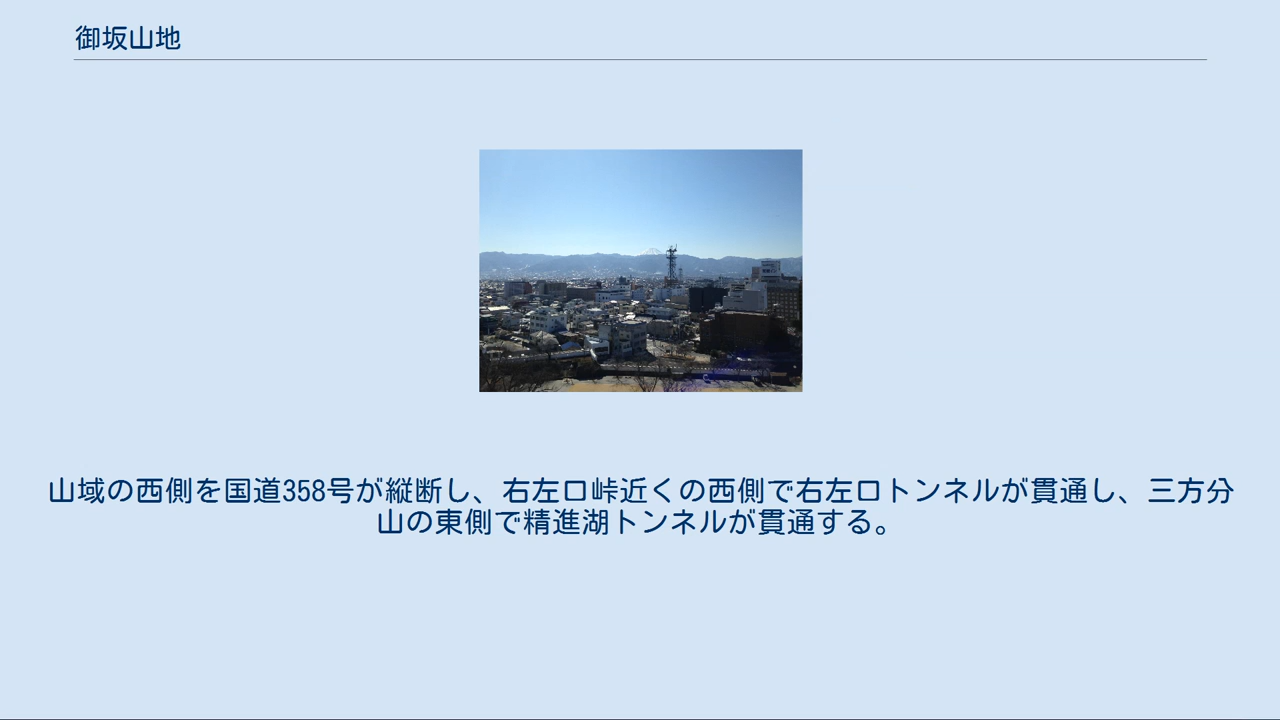 御坂山地
山域の西側を国道358号が縦断し、右左口峠近くの西側で右左口トンネルが貫通し、三方分
山の東側で精進湖トンネルが貫通する。